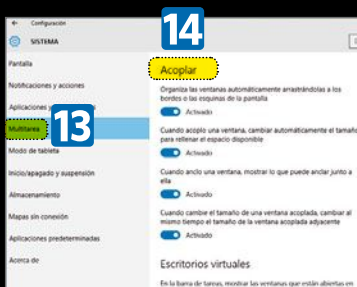 ← Configuración
SISTEMA
14
Pantalla
Notificaciones y acciones
Aplicaciones y
Multitarea
13
Modo de tableta
Inicio/apagado y suspensión
Almacenamiento
Mapas sin conexión
Aplicaciones predeterminadas
Acerca de
Acoplar
Organiza las ventanas automáticamente arrastrándolas a los
bordes o las esquinas de la pantalla
Activado
Cuando acoplo una ventana, cambiar automáticamente el tamaño
para rellenar el espacio disponible
Activado
Cuando anclo una ventana, mostrar lo que puede anclar junto a
ella
Activado
Cuando cambie el tamaño de una ventana acoplada, cambiar al
mismo tiempo el tamaño de la ventana acoplada adyacente
Activado
Escritorios virtuales
En la barra de tareas, mostrar las ventanas que están abiertas en